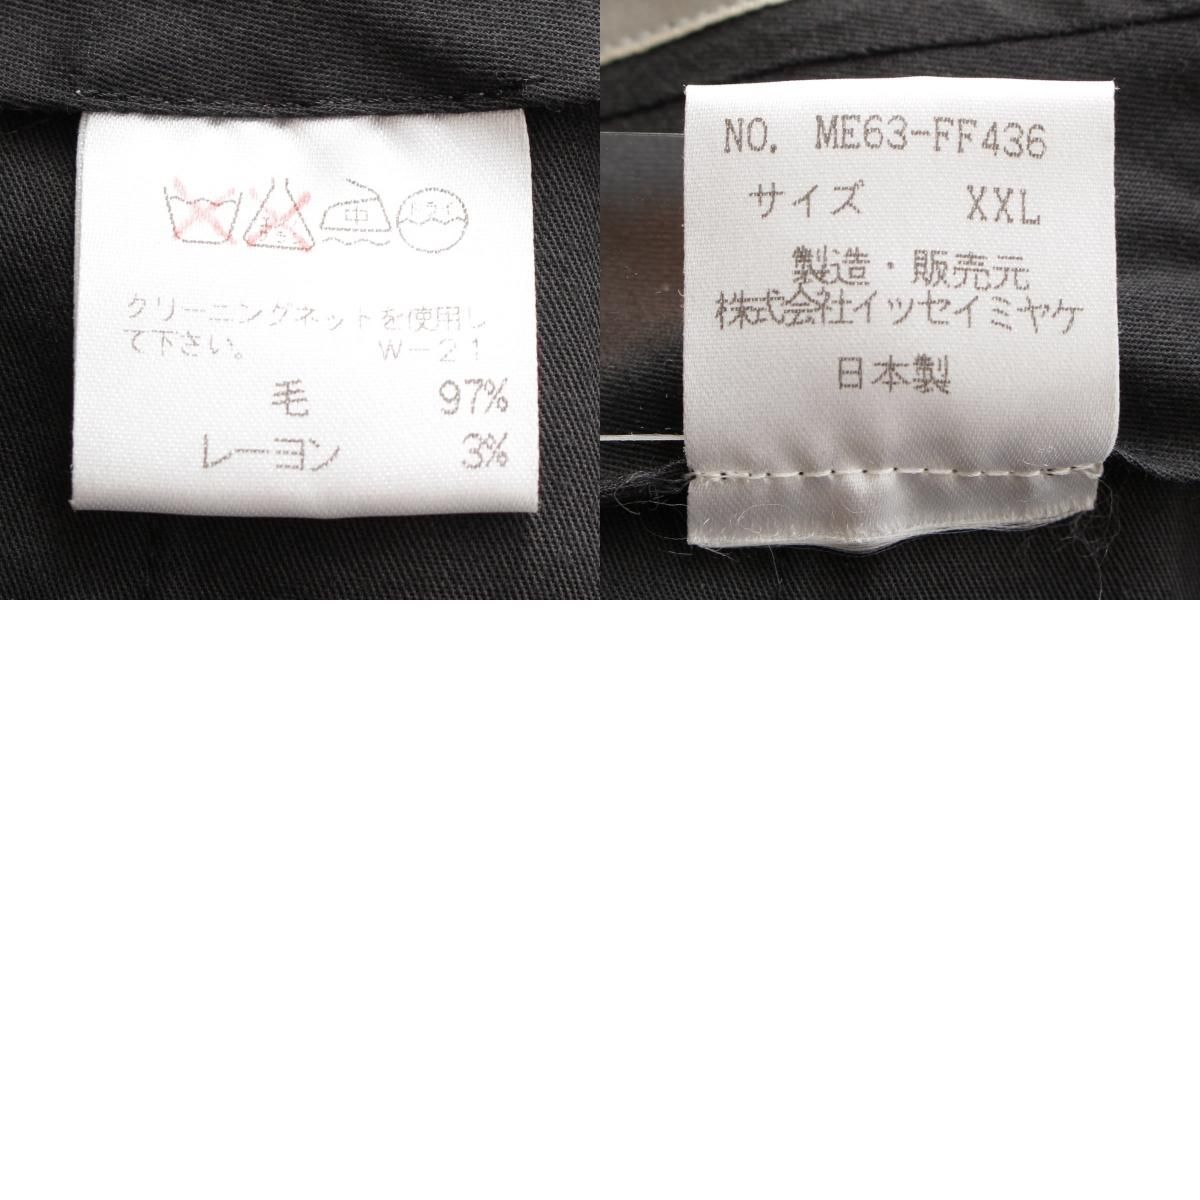 クリーニングネットを使用し
て下さい。 W-21
毛 97%
レーヨン 3%
NO. ME63-FF436
サイズ XXL
製造・販売元
株式会社イッセイミヤケ
日本製